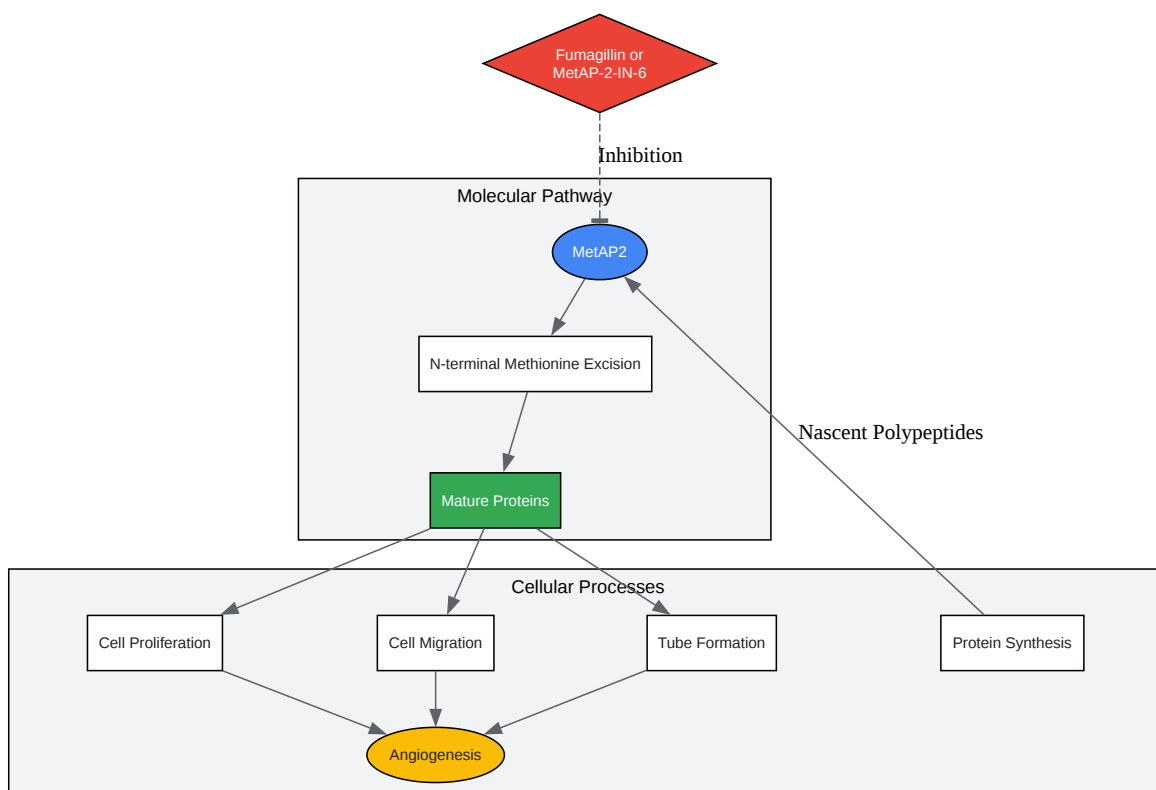 Fumagillin or
MetAP-2-IN-6
Inhibition
Molecular Pathway
MetAP2
N-terminal Methionine Excision
Nascent Polypeptides
Mature Proteins
Cellular Processes
Cell Proliferation
Cell Migration
Tube Formation
Protein Synthesis
Angiogenesis